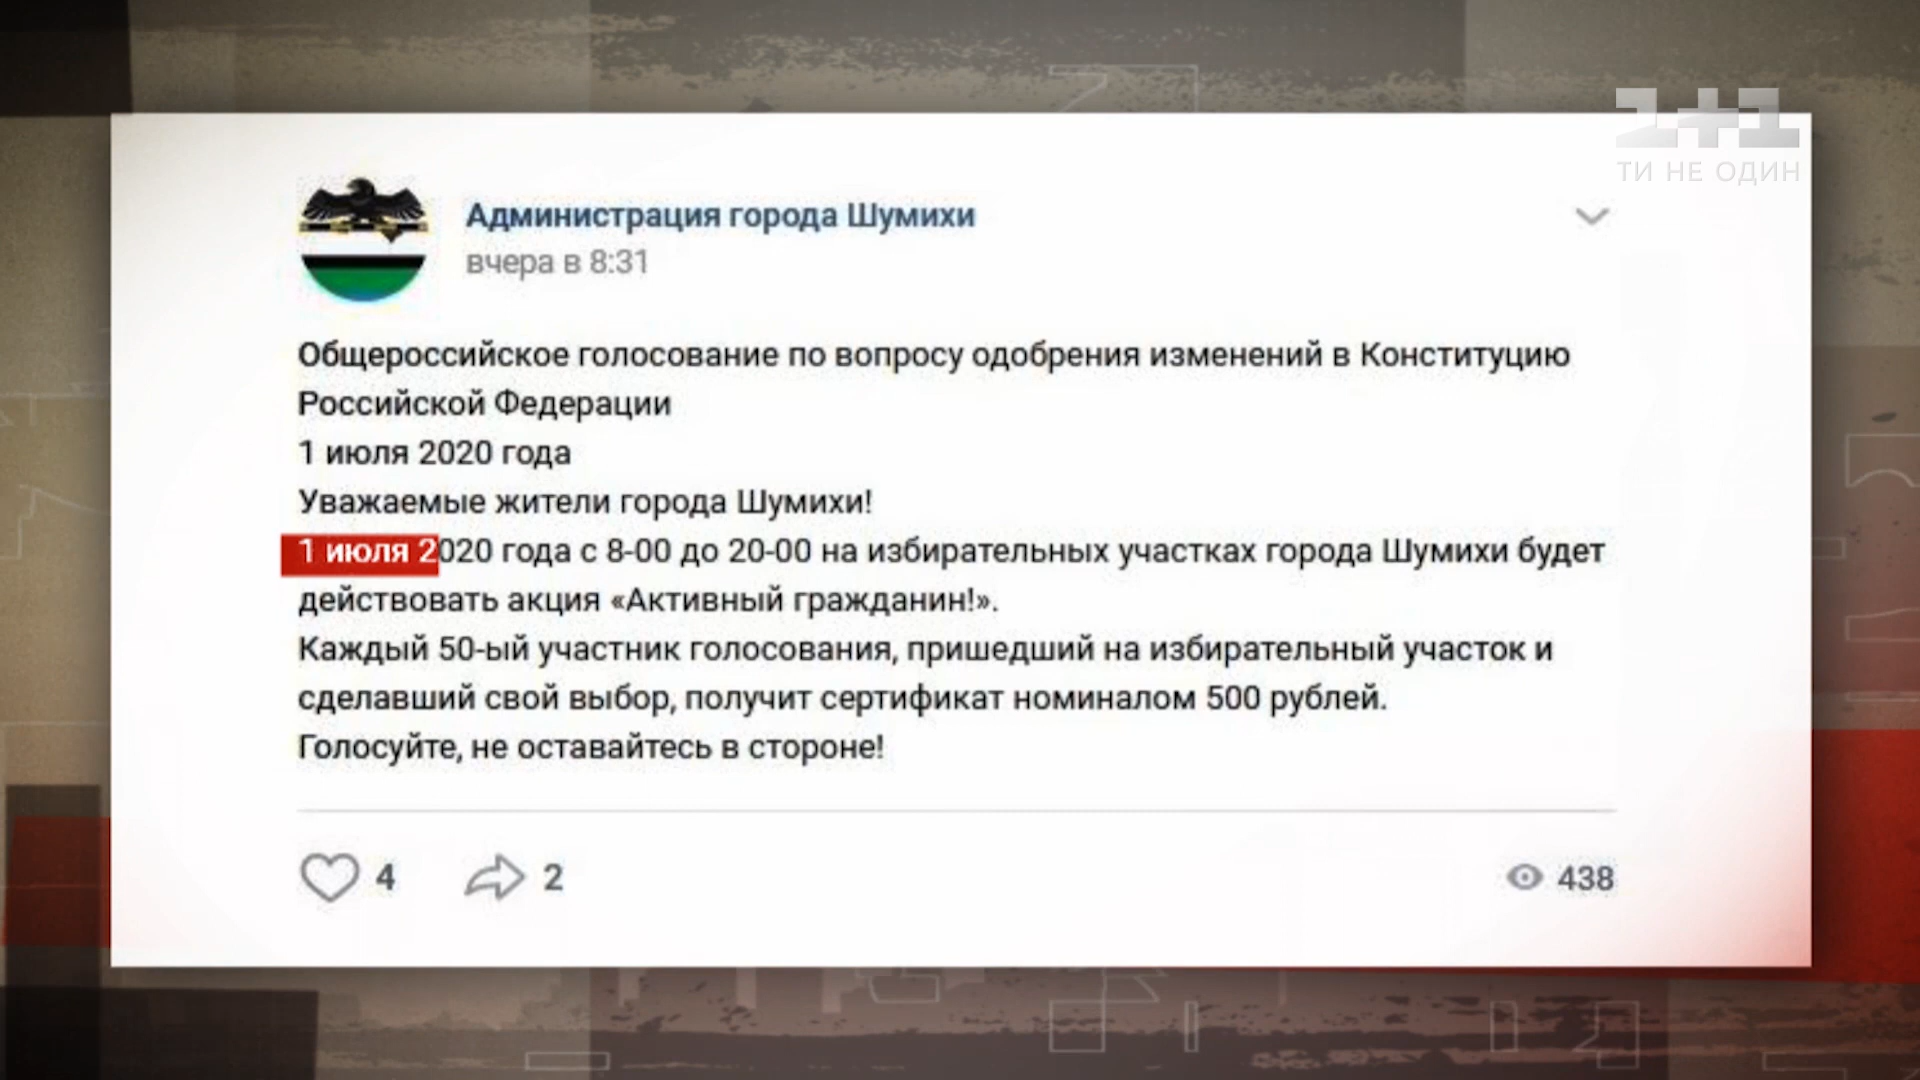 1+1
ТИ НЕ ОДИН
Администрация города Шумихи
вчера в 8:31
Общероссийское голосование по вопросу одобрения изменений в Конституцию
Российской Федерации
1 июля 2020 года
Уважаемые жители города Шумихи!
1 июля 2020 года с 8-00 до 20-00 на избирательных участках города Шумихи будет
действовать акция «Активный гражданин!».
Каждый 50-ый участник голосования, пришедший на избирательный участок и
сделавший свой выбор, получит сертификат номиналом 500 рублей.
Голосуйте, не оставайтесь в стороне!
4 2 438